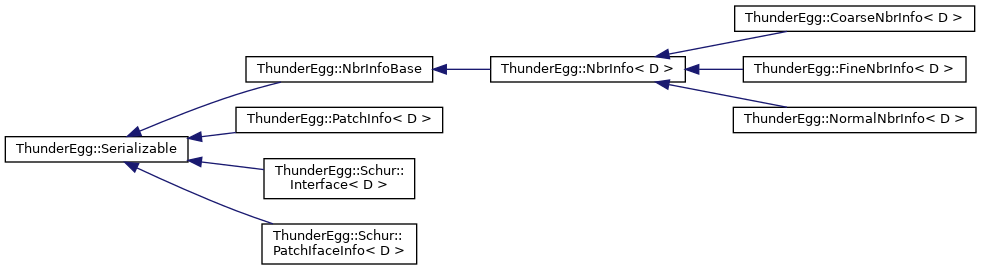 ThunderEgg::CoarseNbrInfo< D >
ThunderEgg::NbrInfoBase
ThunderEgg::NbrInfo< D >
ThunderEgg::FineNbrInfo< D >
ThunderEgg::PatchInfo< D >
ThunderEgg::NormalNbrInfo< D >
ThunderEgg::Serializable
ThunderEgg::Schur::
Interface< D >
ThunderEgg::Schur::
PatchIfaceInfo< D >